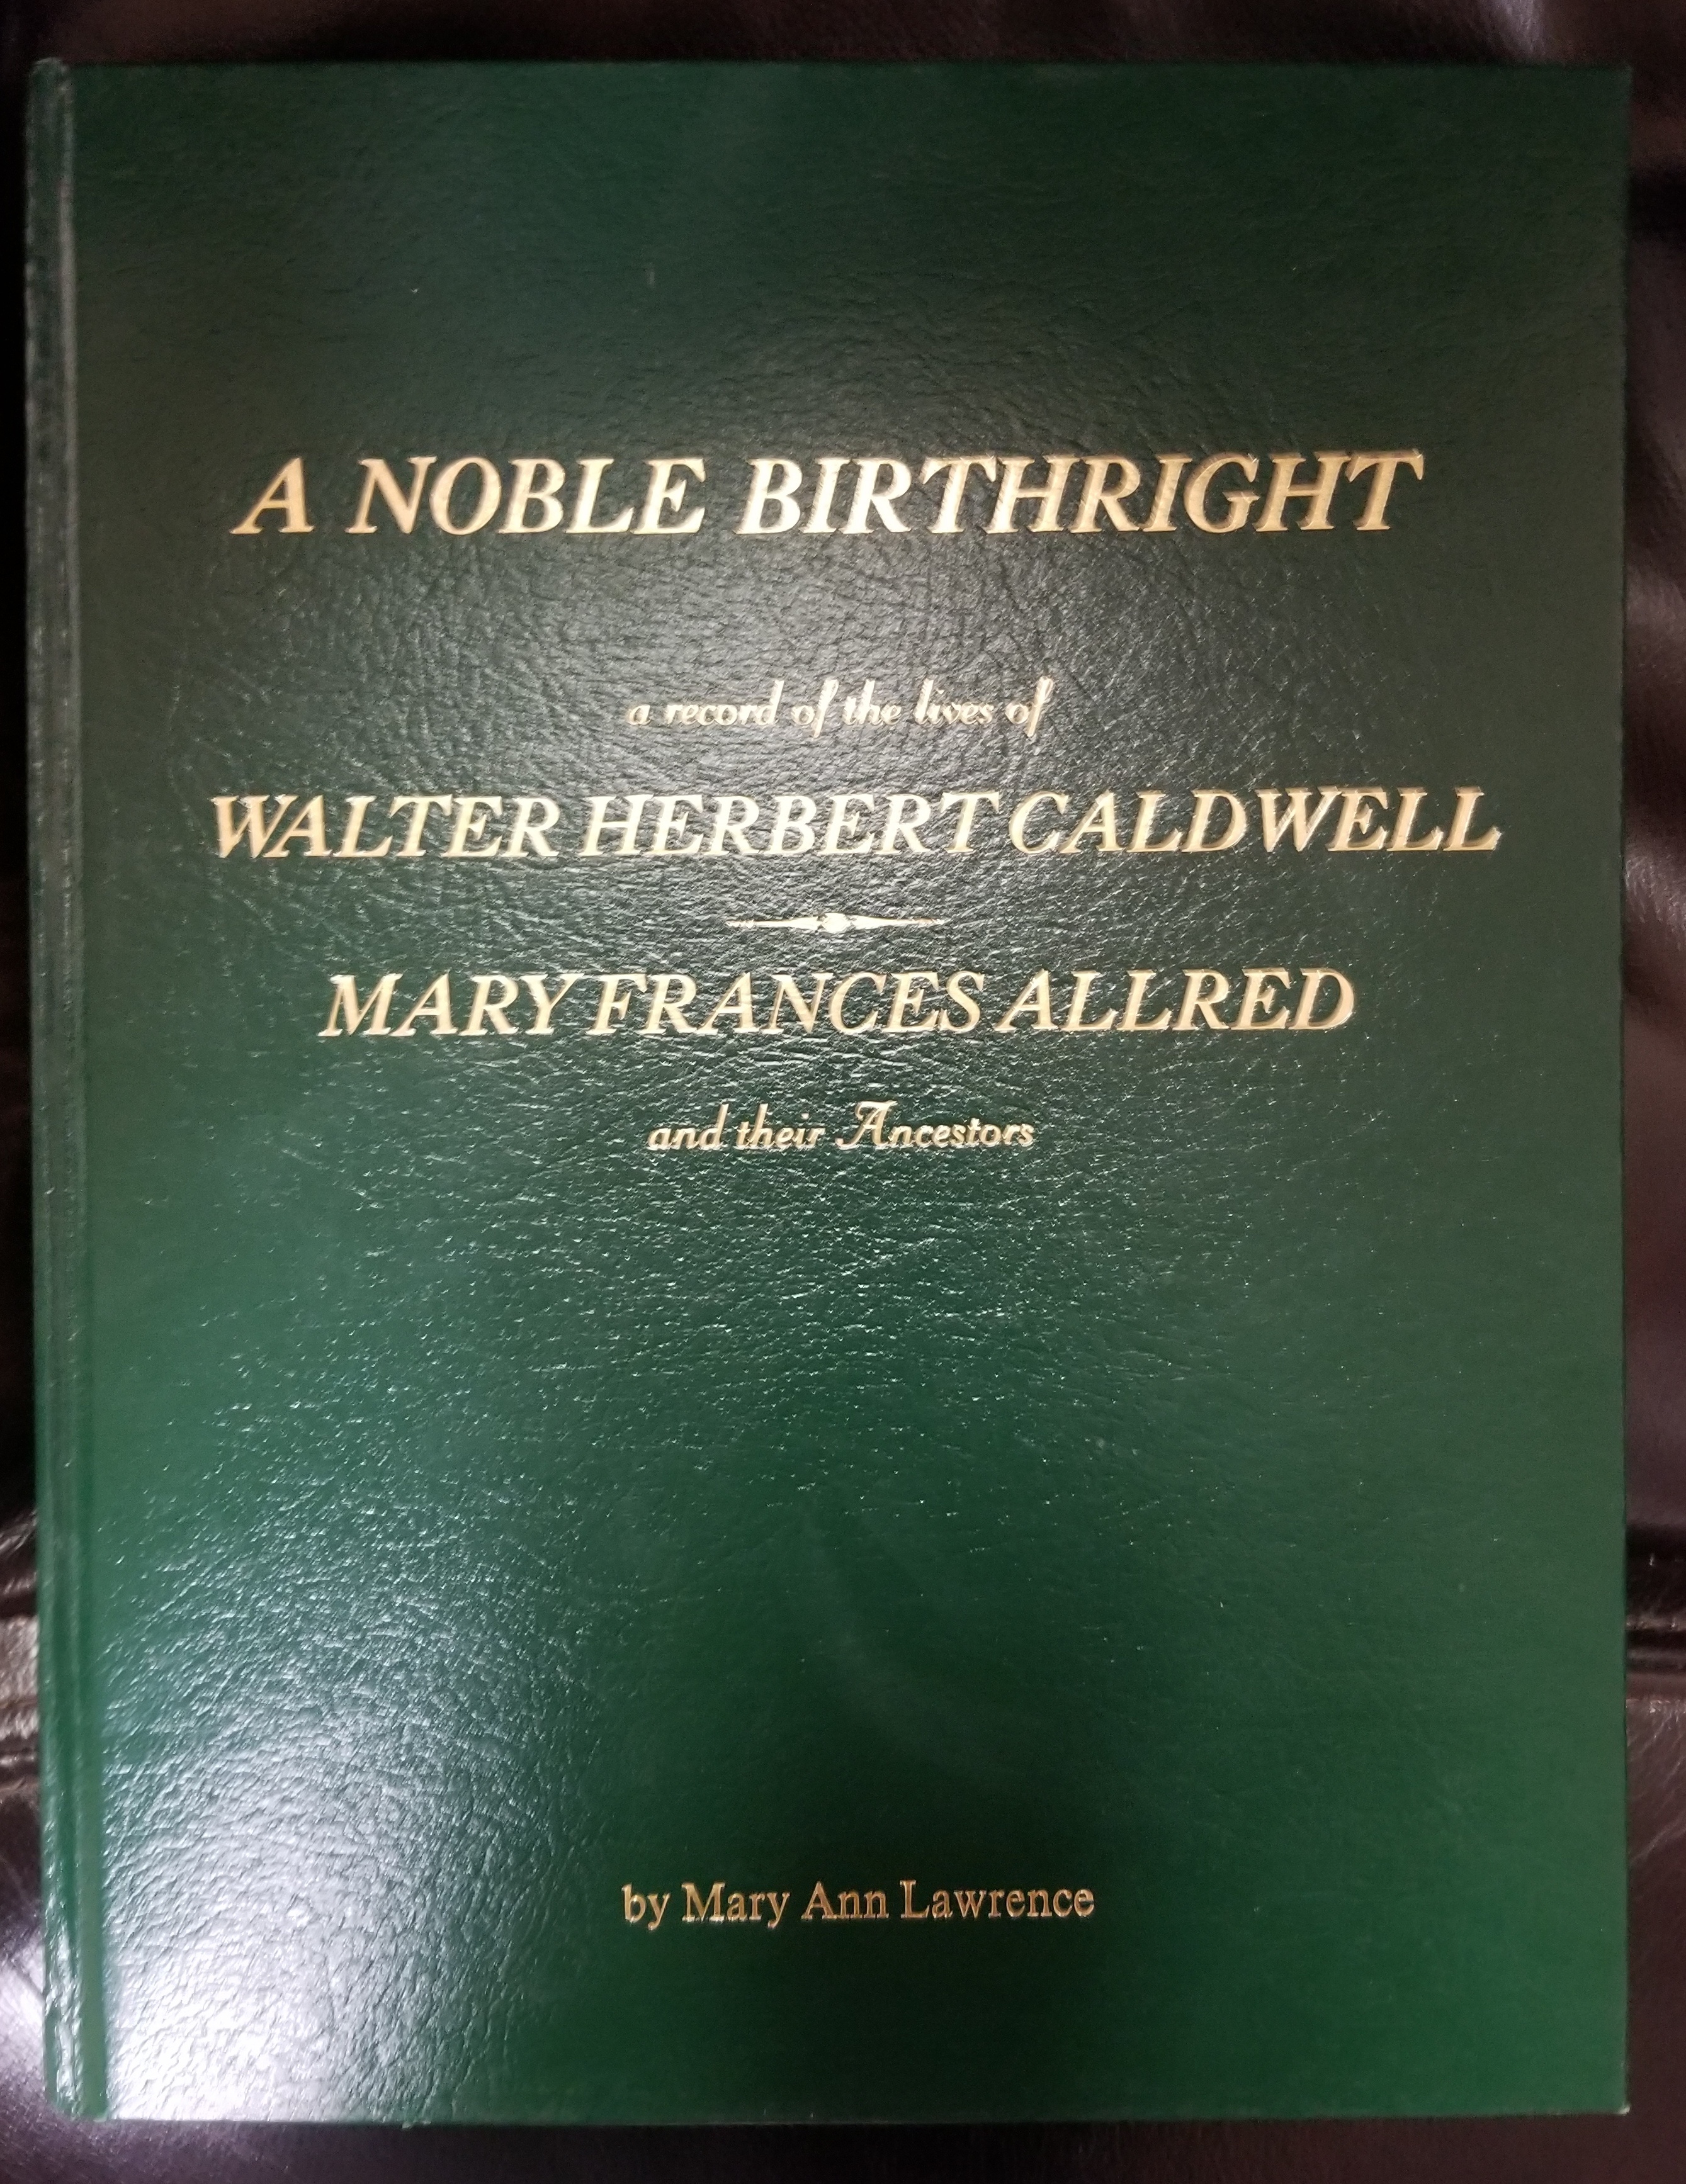 A NOBLE BIRTHRIGHT
a record of the lives of
WALTER HERBERT CALDWELL
MARY FRANCES ALLRED
and their Ancestors
by Mary Ann Lawrence